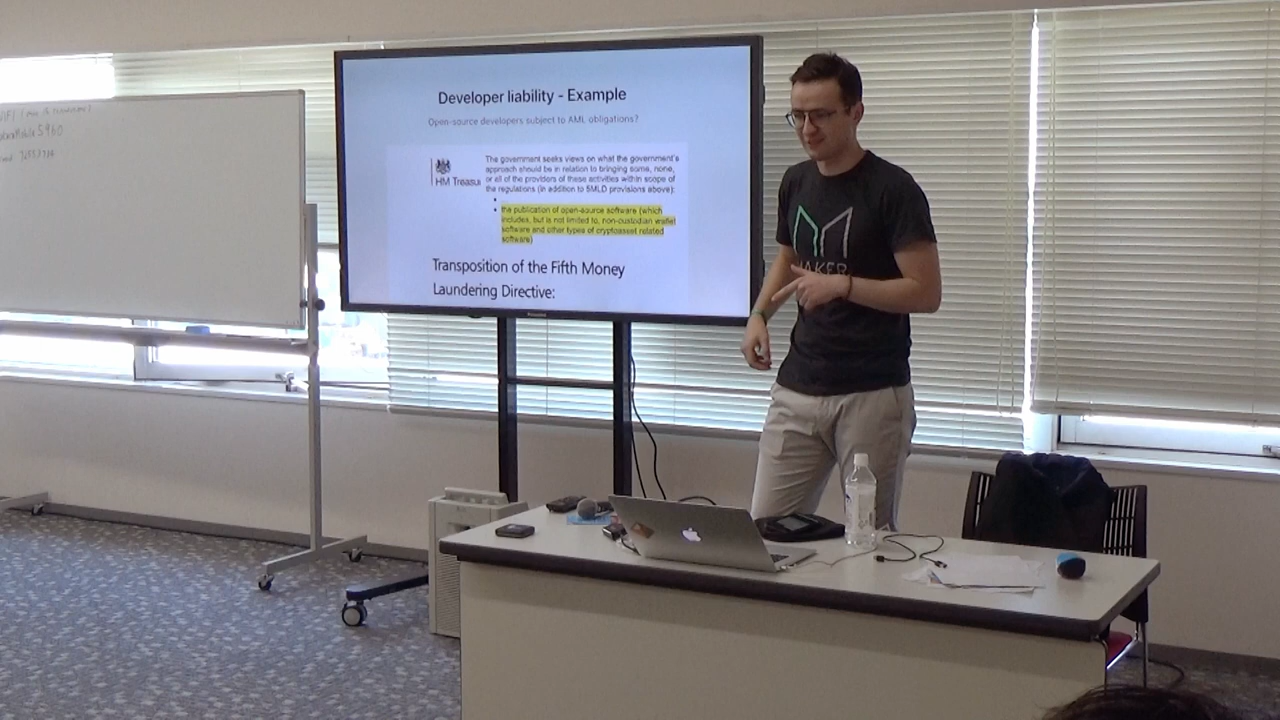 Developer liability - Example
Open-source developers subject to AML obligations?
The government seeks views on what the government's
approach should be in relation to bringing some, none,
or all of the providers of these activities within scope of
the regulations (in addition to 5MLD provisions above):
HM Treasu
the publication of open-source software (which
includes, but is not limited to, non-custodian wallet
software and other types of cryptoasset related
software)
Transposition of the Fifth Money
Laundering Directive:
MAKER